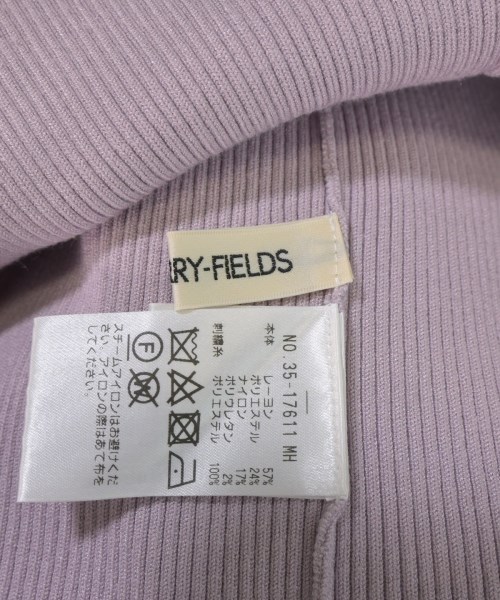 RY-FIELDS
NO.35-17611 MH
本体
レーヨン 57%
ポリエステル 24%
ナイロン 17%
ポリウレタン 2%
刺繍糸
ポリエステル 100%
F W
スチームアイロンはお避けくだ
さい。アイロンの際はあて布を
してください。